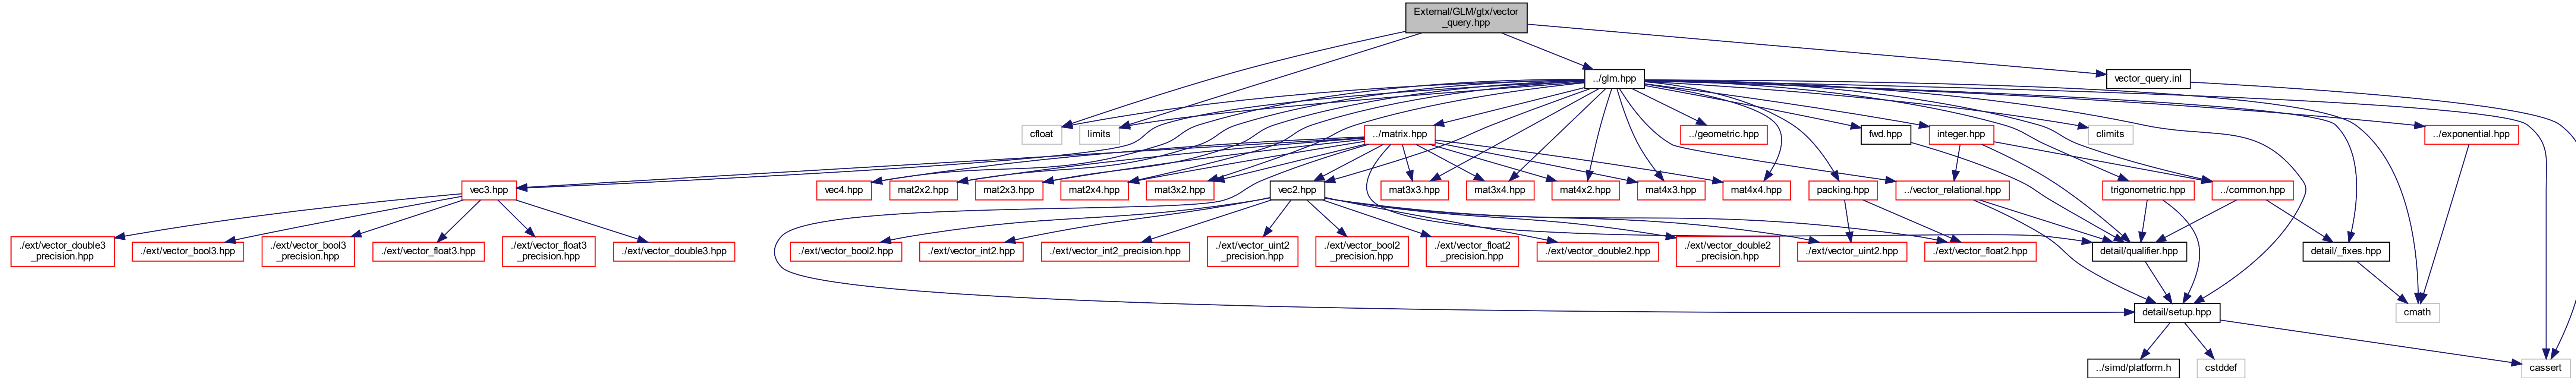 External/GLM/gtx/vector
_query.hpp
../glm.hpp
vector_query.inl
cfloat
limits
../matrix.hpp
../geometric.hpp
fwd.hpp
integer.hpp
climits
../exponential.hpp
vec3.hpp
vec4.hpp
mat2x2.hpp
mat2x3.hpp
mat2x4.hpp
mat3x2.hpp
vec2.hpp
mat3x3.hpp
mat3x4.hpp
mat4x2.hpp
mat4x3.hpp
mat4x4.hpp
packing.hpp
../vector_relational.hpp
trigonometric.hpp
../common.hpp
./ext/vector_double3
_precision.hpp
./ext/vector_bool3.hpp
./ext/vector_bool3
_precision.hpp
./ext/vector_float3.hpp
./ext/vector_float3
_precision.hpp
./ext/vector_double3.hpp
./ext/vector_bool2.hpp
./ext/vector_int2.hpp
./ext/vector_int2_precision.hpp
./ext/vector_uint2
_precision.hpp
./ext/vector_bool2
_precision.hpp
./ext/vector_float2
_precision.hpp
./ext/vector_double2.hpp
./ext/vector_double2
_precision.hpp
./ext/vector_uint2.hpp
./ext/vector_float2.hpp
detail/qualifier.hpp
detail/_fixes.hpp
detail/setup.hpp
cmath
../simd/platform.h
cstddef
cassert